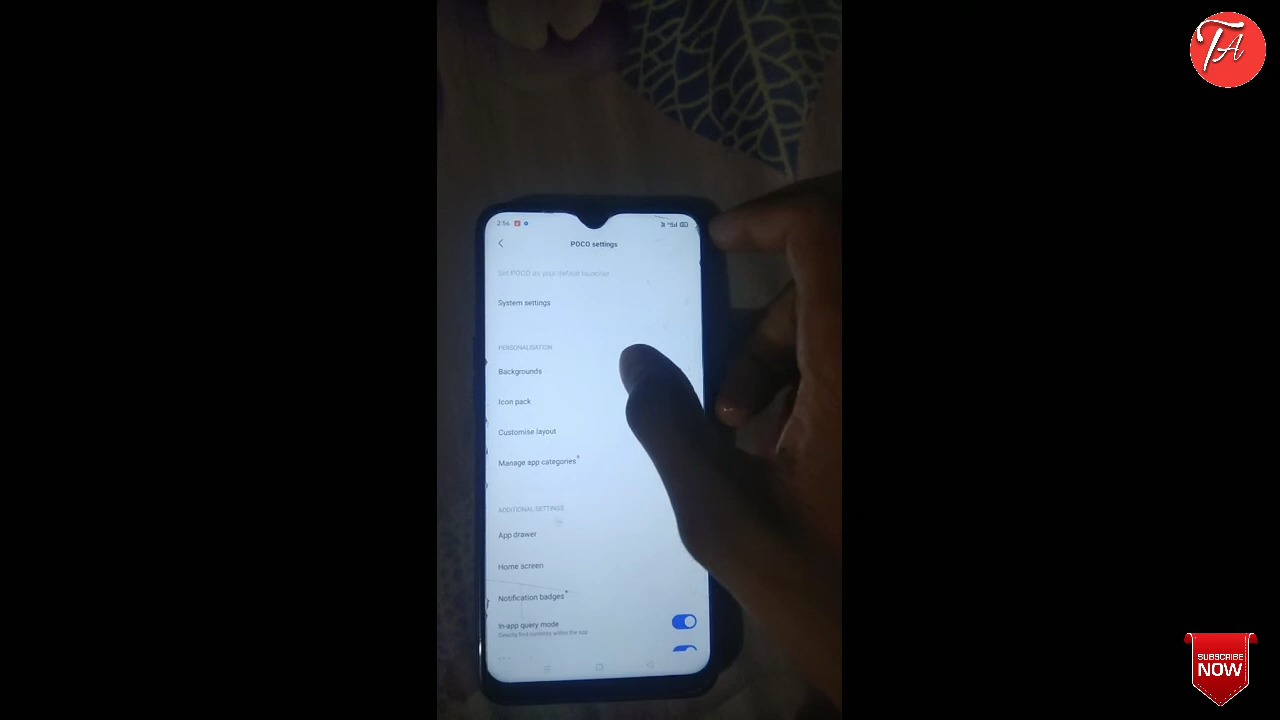 TA
2:56
POCO settings
Set POCO as your default launcher
System settings
PERSONALISATION
Backgrounds
Icon pack
Customise layout
Manage app categories
ADDITIONAL SETTINGS
App drawer
Home screen
Notification badges
In-app query mode
Directly find contents within the app
SUBSCRIBE
NOW